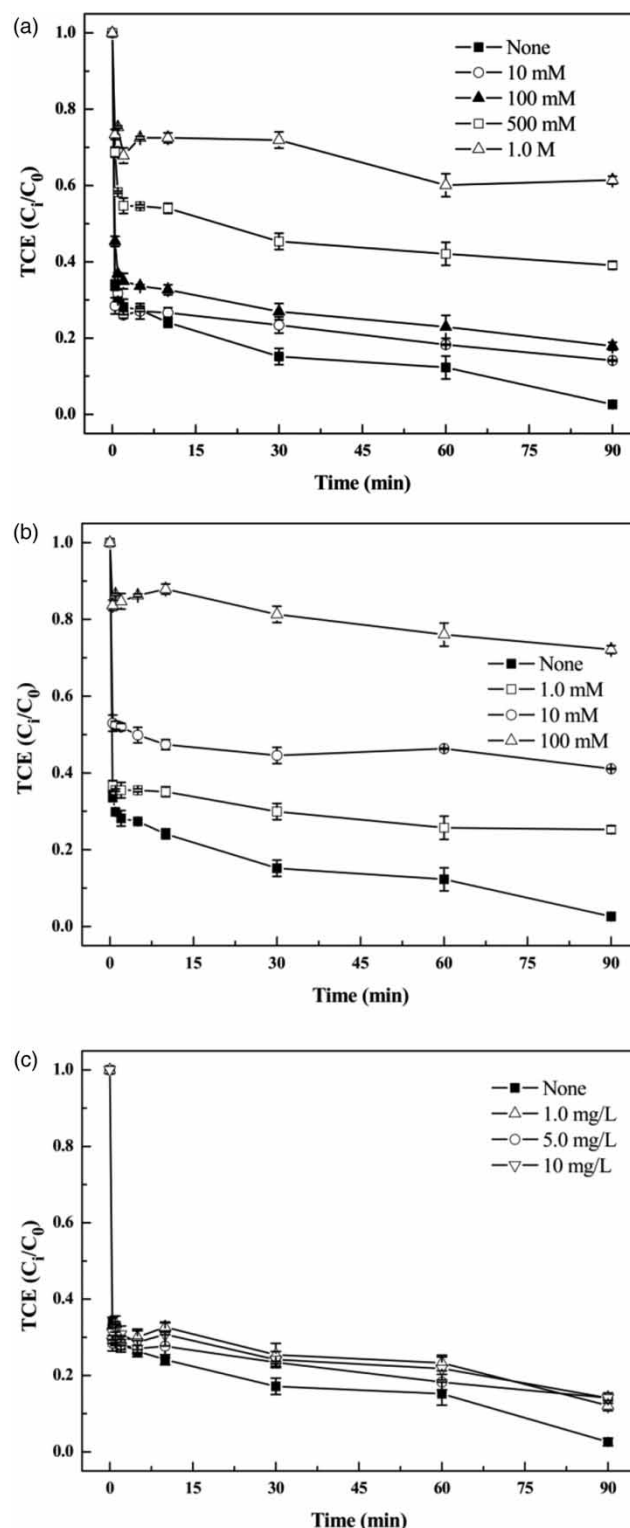 (a)
None
10 mM
100 mM
500 mM
1.0 M
TCE (Cᵢ/C₀)
1.0
0.8
0.6
0.4
0.2
0.0
0 15 30 45 60 75 90
Time (min)
(b)
None
1.0 mM
10 mM
100 mM
TCE (Cᵢ/C₀)
1.0
0.8
0.6
0.4
0.2
0.0
0 15 30 45 60 75 90
Time (min)
(c)
None
1.0 mg/L
5.0 mg/L
10 mg/L
TCE (Cᵢ/C₀)
1.0
0.8
0.6
0.4
0.2
0.0
0 15 30 45 60 75 90
Time (min)